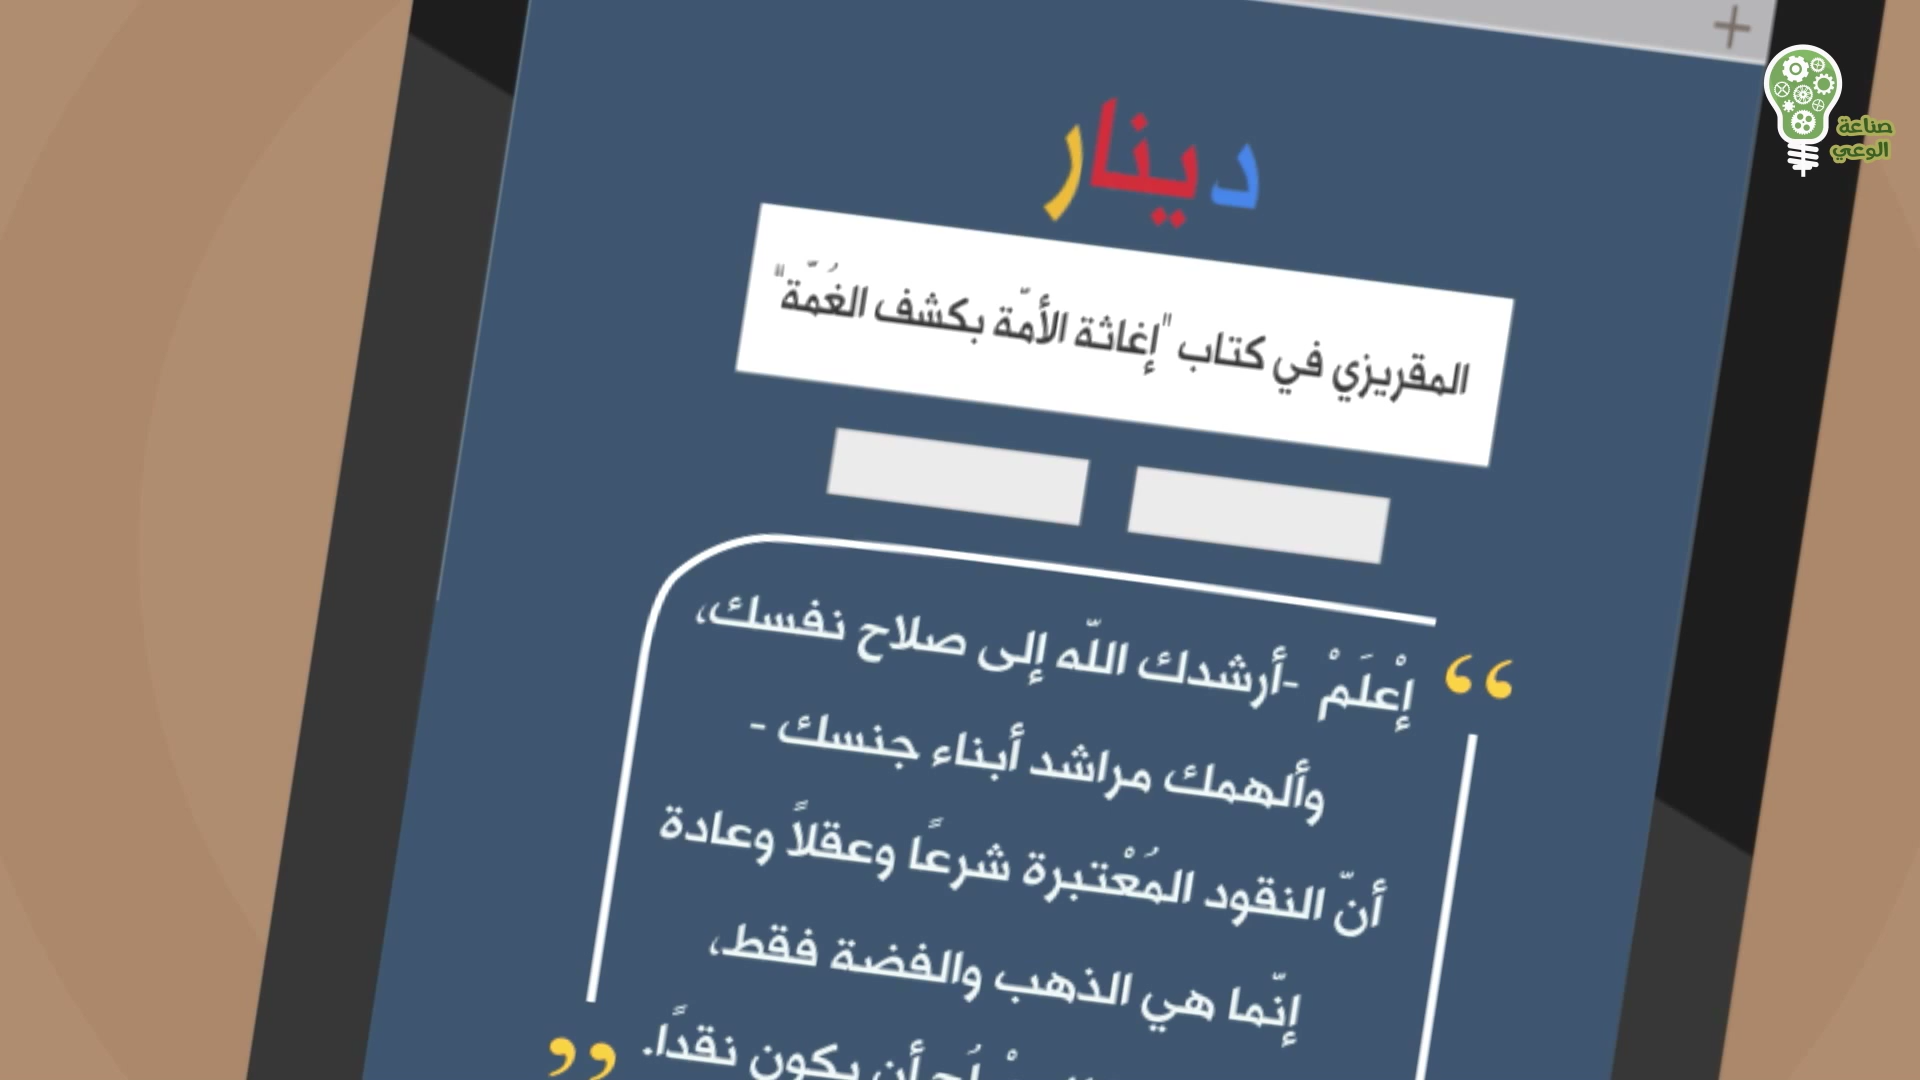 دينار
المقريزي في كتاب "إغاثة الأمّة بكشف الغُمّة"
إعْلَمْ -أرشدك اللّه إلى صلاح نفسك،
وألهمك مراشد أبناء جنسك -
أنّ النقود المُعْتبرة شرعًا وعقلاً وعادة
إنّما هي الذهب والفضة فقط،
أن يكون نقدًا.
صناعة
الوعي